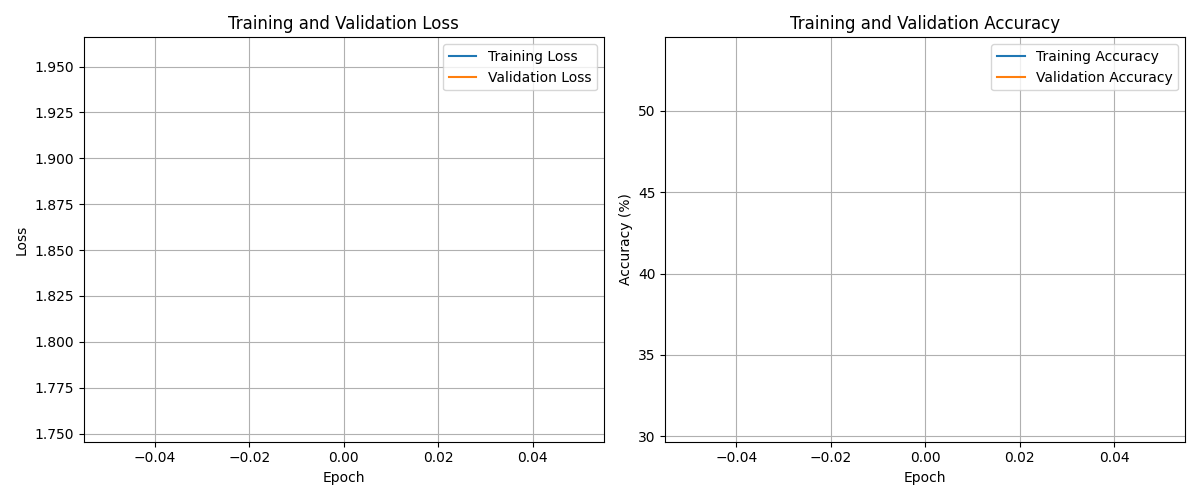 Training and Validation Loss
Training Loss
Validation Loss
1.950
1.925
1.900
1.875
1.850
1.825
1.800
1.775
1.750
Loss
−0.04
−0.02
0.00
0.02
0.04
Epoch
Training and Validation Accuracy
Training Accuracy
Validation Accuracy
50
45
40
35
30
Accuracy (%)
−0.04
−0.02
0.00
0.02
0.04
Epoch